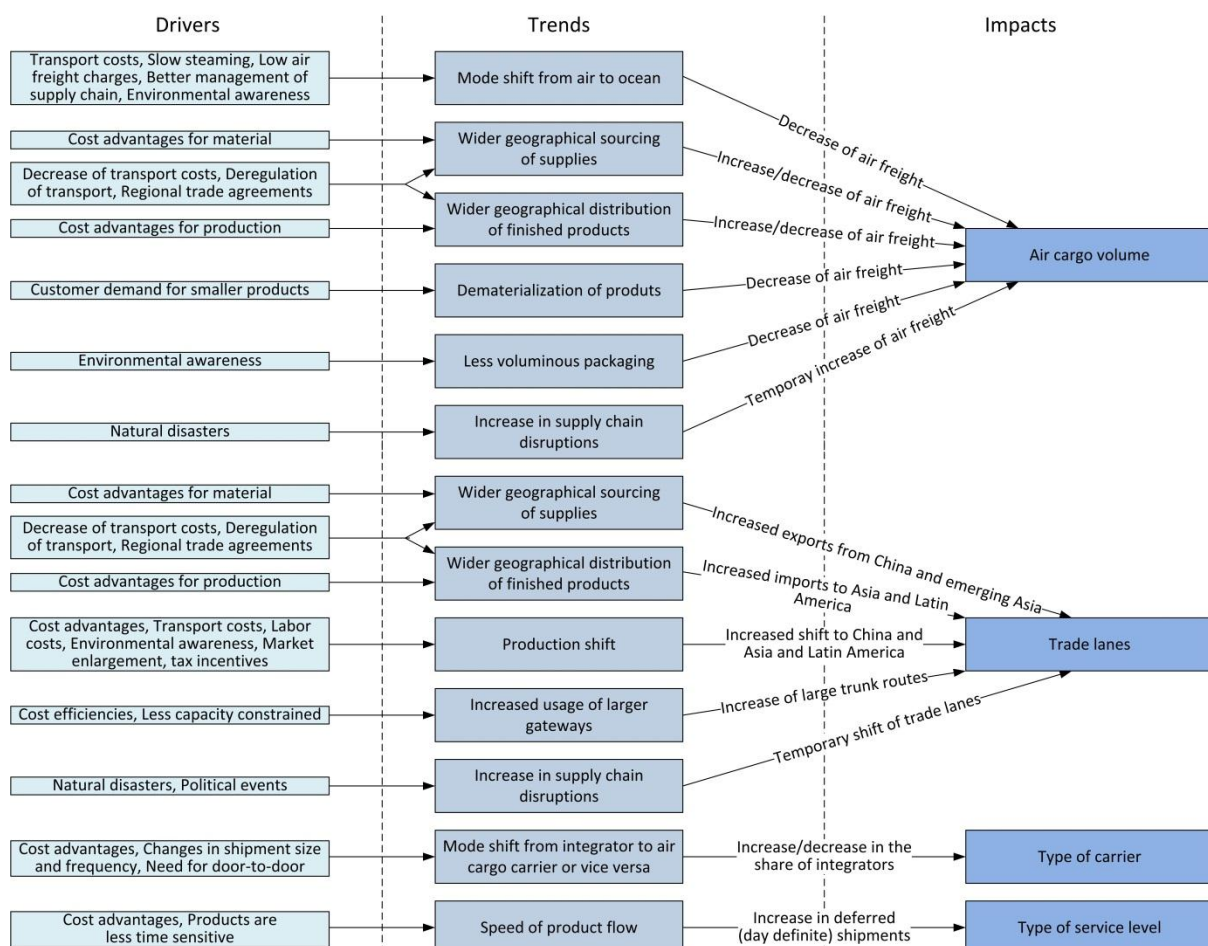 Drivers
Trends
Impacts
Transport costs, Slow steaming, Low air
freight charges, Better management of
supply chain, Environmental awareness
Mode shift from air to ocean
Decrease of air freight
Cost advantages for material
Wider geographical sourcing
of supplies
Increase/decrease of air freight
Decrease of transport costs, Deregulation
of transport, Regional trade agreements
Wider geographical distribution
of finished products
Increase/decrease of air freight
Cost advantages for production
Air cargo volume
Customer demand for smaller products
Dematerialization of produts
Decrease of air freight
Environmental awareness
Less voluminous packaging
Decrease of air freight
Natural disasters
Increase in supply chain
disruptions
Temporay increase of air freight
Cost advantages for material
Wider geographical sourcing
of supplies
Increased exports from China and emerging Asia
Decrease of transport costs, Deregulation
of transport, Regional trade agreements
Wider geographical distribution
of finished products
Increased imports to Asia and Latin
America
Cost advantages for production
Cost advantages, Transport costs, Labor
costs, Environmental awareness, Market
enlargement, tax incentives
Production shift
Increased shift to China and
Asia and Latin America
Trade lanes
Cost efficiencies, Less capacity constrained
Increased usage of larger
gateways
Increase of large trunk routes
Natural disasters, Political events
Increase in supply chain
disruptions
Temporary shift of trade lanes
Cost advantages, Changes in shipment size
and frequency, Need for door-to-door
Mode shift from integrator to air
cargo carrier or vice versa
Increase/decrease in the
share of integrators
Type of carrier
Cost advantages, Products are
less time sensitive
Speed of product flow
Increase in deferred
(day definite) shipments
Type of service level